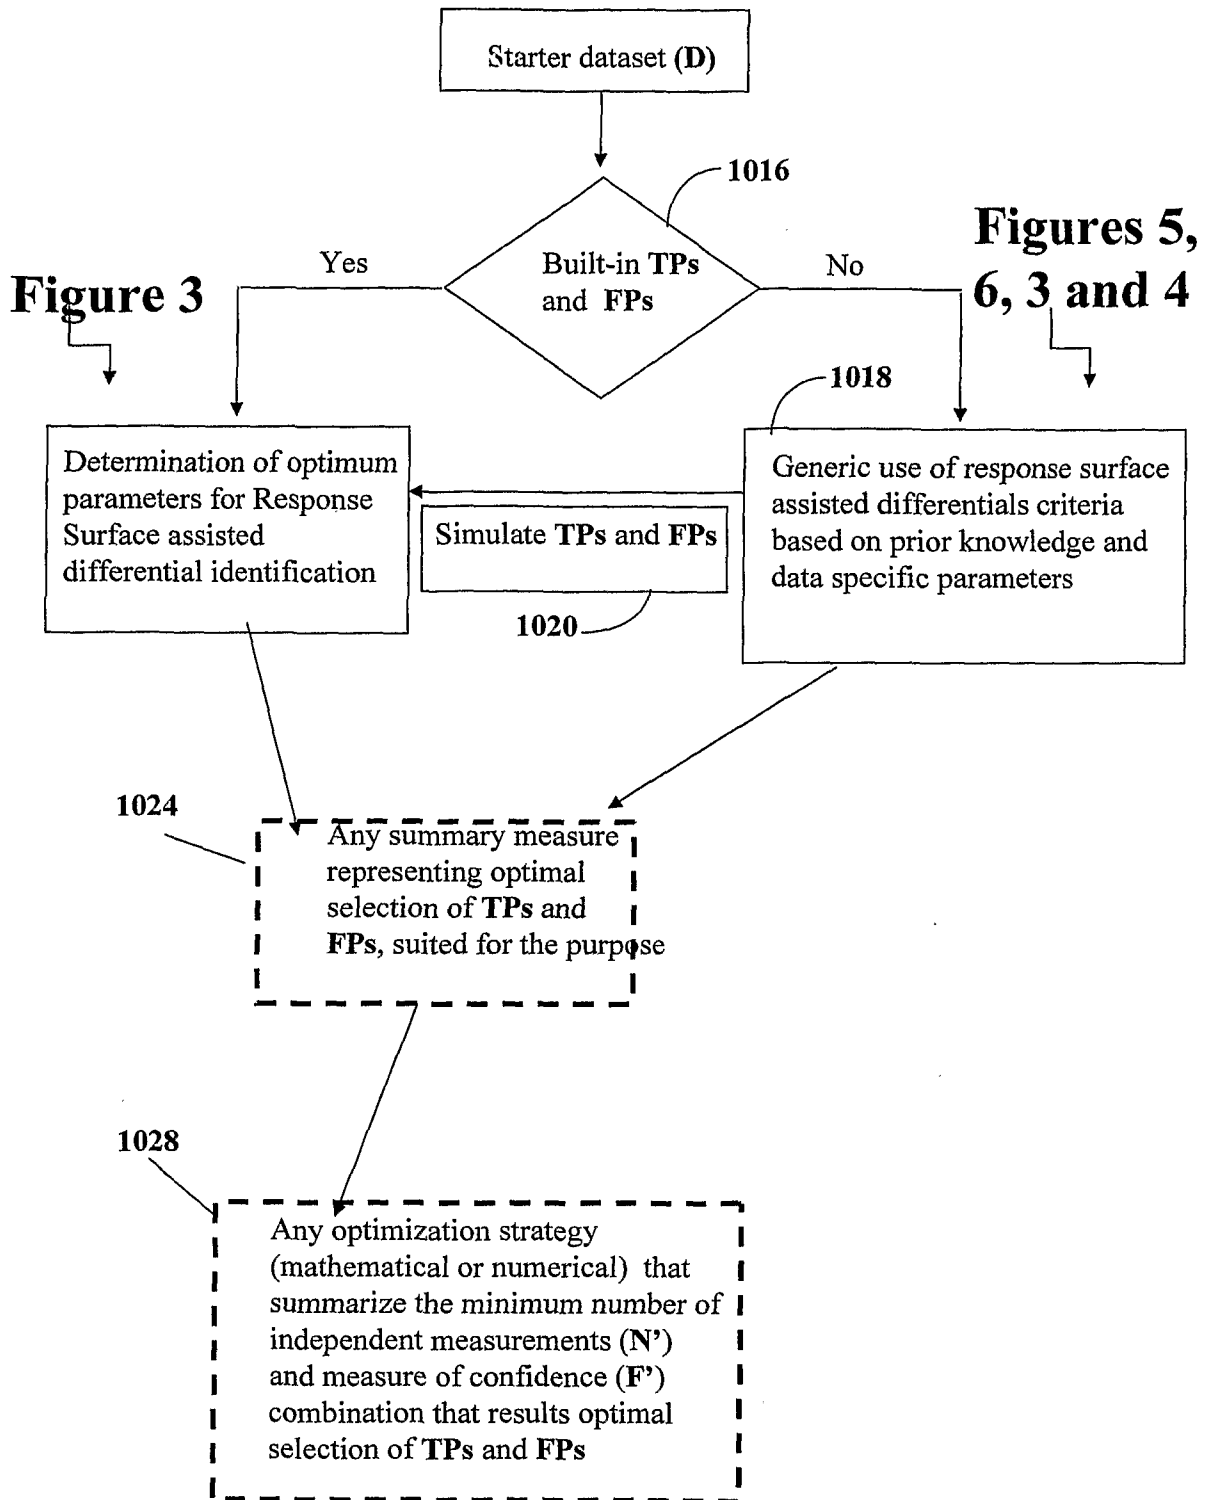 Starter dataset (D)
1016
Figures 5,
6, 3 and 4
Yes
Built-in TPs
and FPs
No
Figure 3
1018
Determination of optimum
parameters for Response
Surface assisted
differential identification
Simulate TPs and FPs
1020
Generic use of response surface
assisted differentials criteria
based on prior knowledge and
data specific parameters
1024
Any summary measure
representing optimal
selection of TPs and
FPs, suited for the purpose
1028
Any optimization strategy
(mathematical or numerical) that
summarize the minimum number of
independent measurements (N’)
and measure of confidence (F’)
combination that results optimal
selection of TPs and FPs